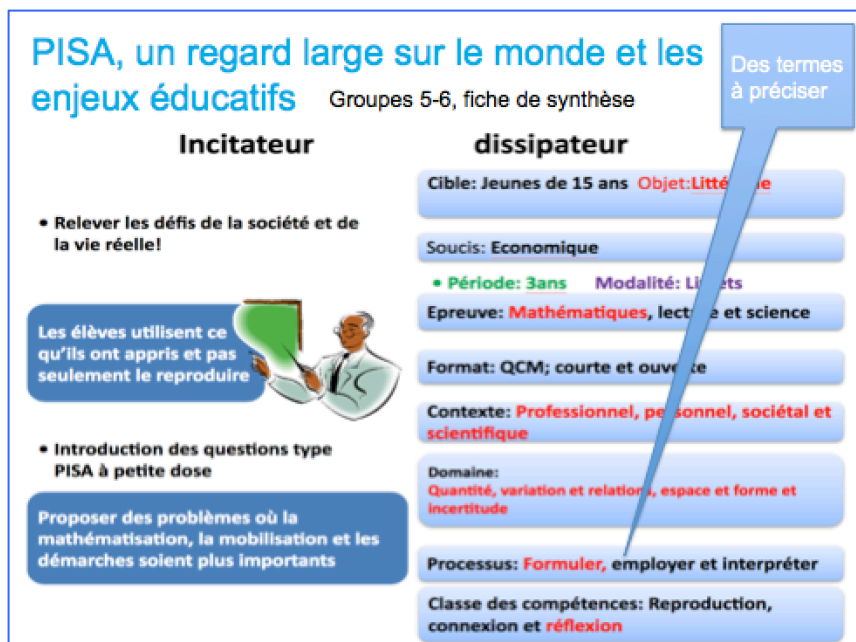 PISA, un regard large sur le monde et les
enjeux éducatifs Groupes 5-6, fiche de synthèse
Des termes
à préciser
Incitateur
• Relever les défis de la société et de
la vie réelle!
Les élèves utilisent ce
qu'ils ont appris et pas
seulement le reproduire
• Introduction des questions type
PISA à petite dose
Proposer des problèmes où la
mathématisation, la mobilisation et les
démarches soient plus importants
dissipateur
Cible: Jeunes de 15 ans Objet:
Soucis: Economique
• Période: 3ans Modalité:
Epreuve: Mathématiques, lecture et science
Format: QCM; courte et ouverte
Contexte: Professionnel, personnel, sociétal et
scientifique
Domaine:
Quantité, variation et relations, espace et forme et
incertitude
Processus: Formuler, employer et interpréter
Classe des compétences: Reproduction,
connexion et réflexion